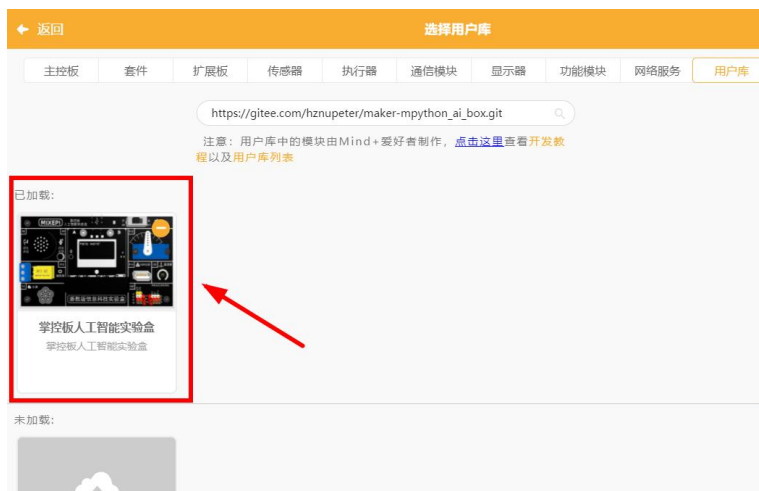 返回
选择用户库
主控板 套件 扩展板 传感器 执行器 通信模块 显示器 功能模块 网络服务 用户库
https://gitee.com/hznupeter/maker-mpython_ai_box.git
注意：用户库中的模块由Mind+爱好者制作，点击这里查看开发教
程以及用户库列表
已加载:
MIXEPI
掌控板人工智能实验盒
掌控板人工智能实验盒
未加载: